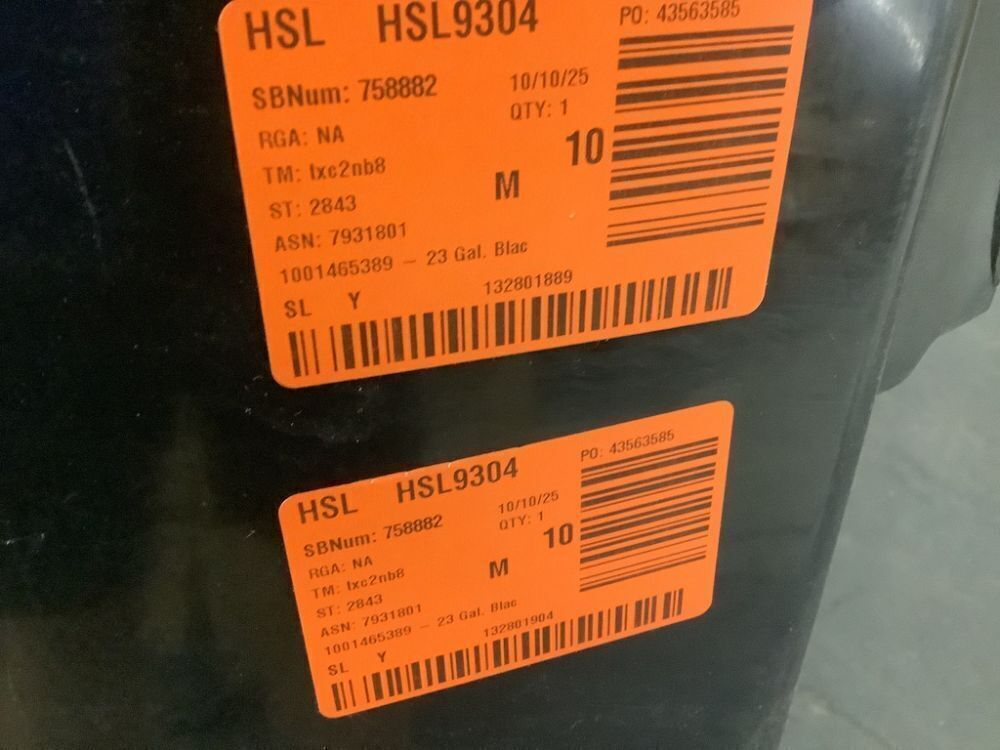 HSL HSL9304 PO: 43563585
SBNum: 758882 10/10/25
QTY: 1
RGA: NA 10
TM: lxc2nb8 M
ST: 2843
ASN: 7931801
1001465389 – 23 Gal. Blac
SL Y 132801889
HSL HSL9304 PO: 43563585
SBNum: 758882 10/10/25
QTY: 1
RGA: NA 10
TM: lxc2nb8 M
ST: 2843
ASN: 7931801
1001465389 – 23 Gal. Blac
SL Y 132801904